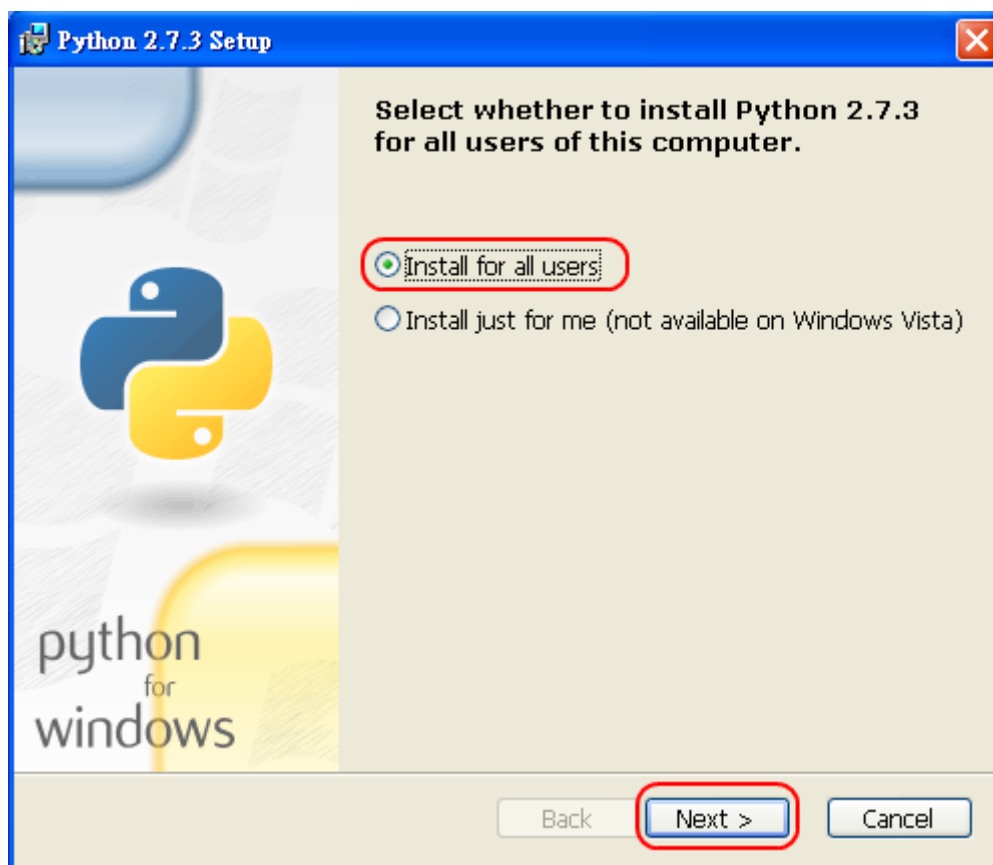 Python 2.7.3 Setup
Select whether to install Python 2.7.3
for all users of this computer.
Install for all users
Install just for me (not available on Windows Vista)
python
for
windows
Back
Next >
Cancel